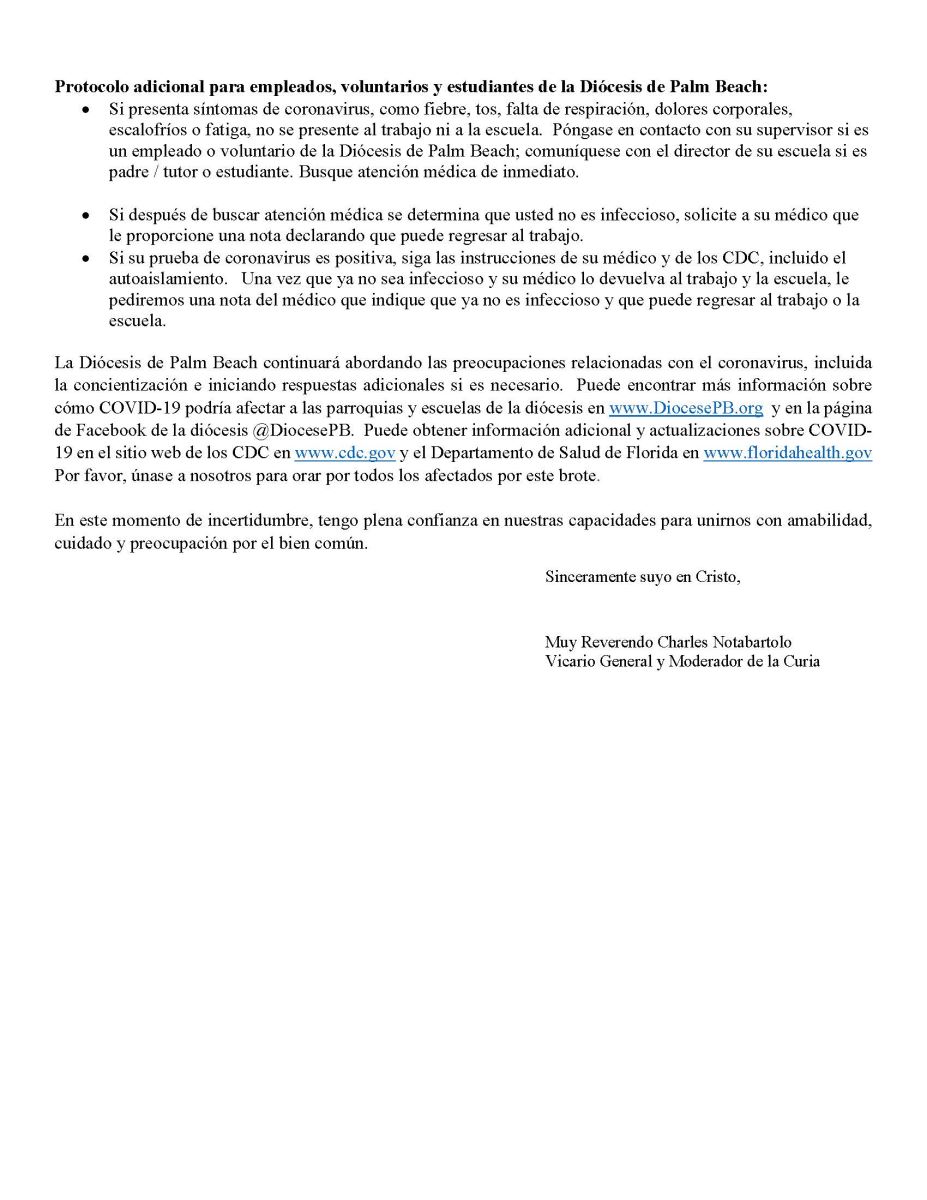 Protocolo adicional para empleados, voluntarios y estudiantes de la Diócesis de Palm Beach:
• Si presenta síntomas de coronavirus, como fiebre, tos, falta de respiración, dolores corporales,
escalofríos o fatiga, no se presente al trabajo ni a la escuela.  Póngase en contacto con su supervisor si es
un empleado o voluntario de la Diócesis de Palm Beach; comuníquese con el director de su escuela si es
padre / tutor o estudiante. Busque atención médica de inmediato.
• Si después de buscar atención médica se determina que usted no es infeccioso, solicite a su médico que
le proporcione una nota declarando que puede regresar al trabajo.
• Si su prueba de coronavirus es positiva, siga las instrucciones de su médico y de los CDC, incluido el
autoaislamiento.   Una vez que ya no sea infeccioso y su médico lo devuelva al trabajo y la escuela, le
pediremos una nota del médico que indique que ya no es infeccioso y que puede regresar al trabajo o la
escuela.
La Diócesis de Palm Beach continuará abordando las preocupaciones relacionadas con el coronavirus, incluida
la concientización e iniciando respuestas adicionales si es necesario.  Puede encontrar más información sobre
cómo COVID-19 podría afectar a las parroquias y escuelas de la diócesis en www.DiocesePB.org  y en la página
de Facebook de la diócesis @DiocesePB.  Puede obtener información adicional y actualizaciones sobre COVID-
19 en el sitio web de los CDC en www.cdc.gov y el Departamento de Salud de Florida en www.floridahealth.gov
Por favor, únase a nosotros para orar por todos los afectados por este brote.
En este momento de incertidumbre, tengo plena confianza en nuestras capacidades para unirnos con amabilidad,
cuidado y preocupación por el bien común.
Sinceramente suyo en Cristo,
Muy Reverendo Charles Notabartolo
Vicario General y Moderador de la Curia